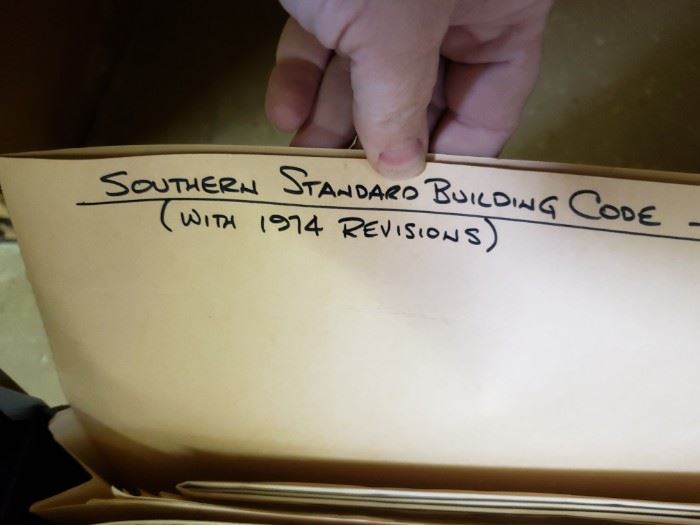 SOUTHERN STANDARD BUILDING CODE -
(WITH 1974 REVISIONS)